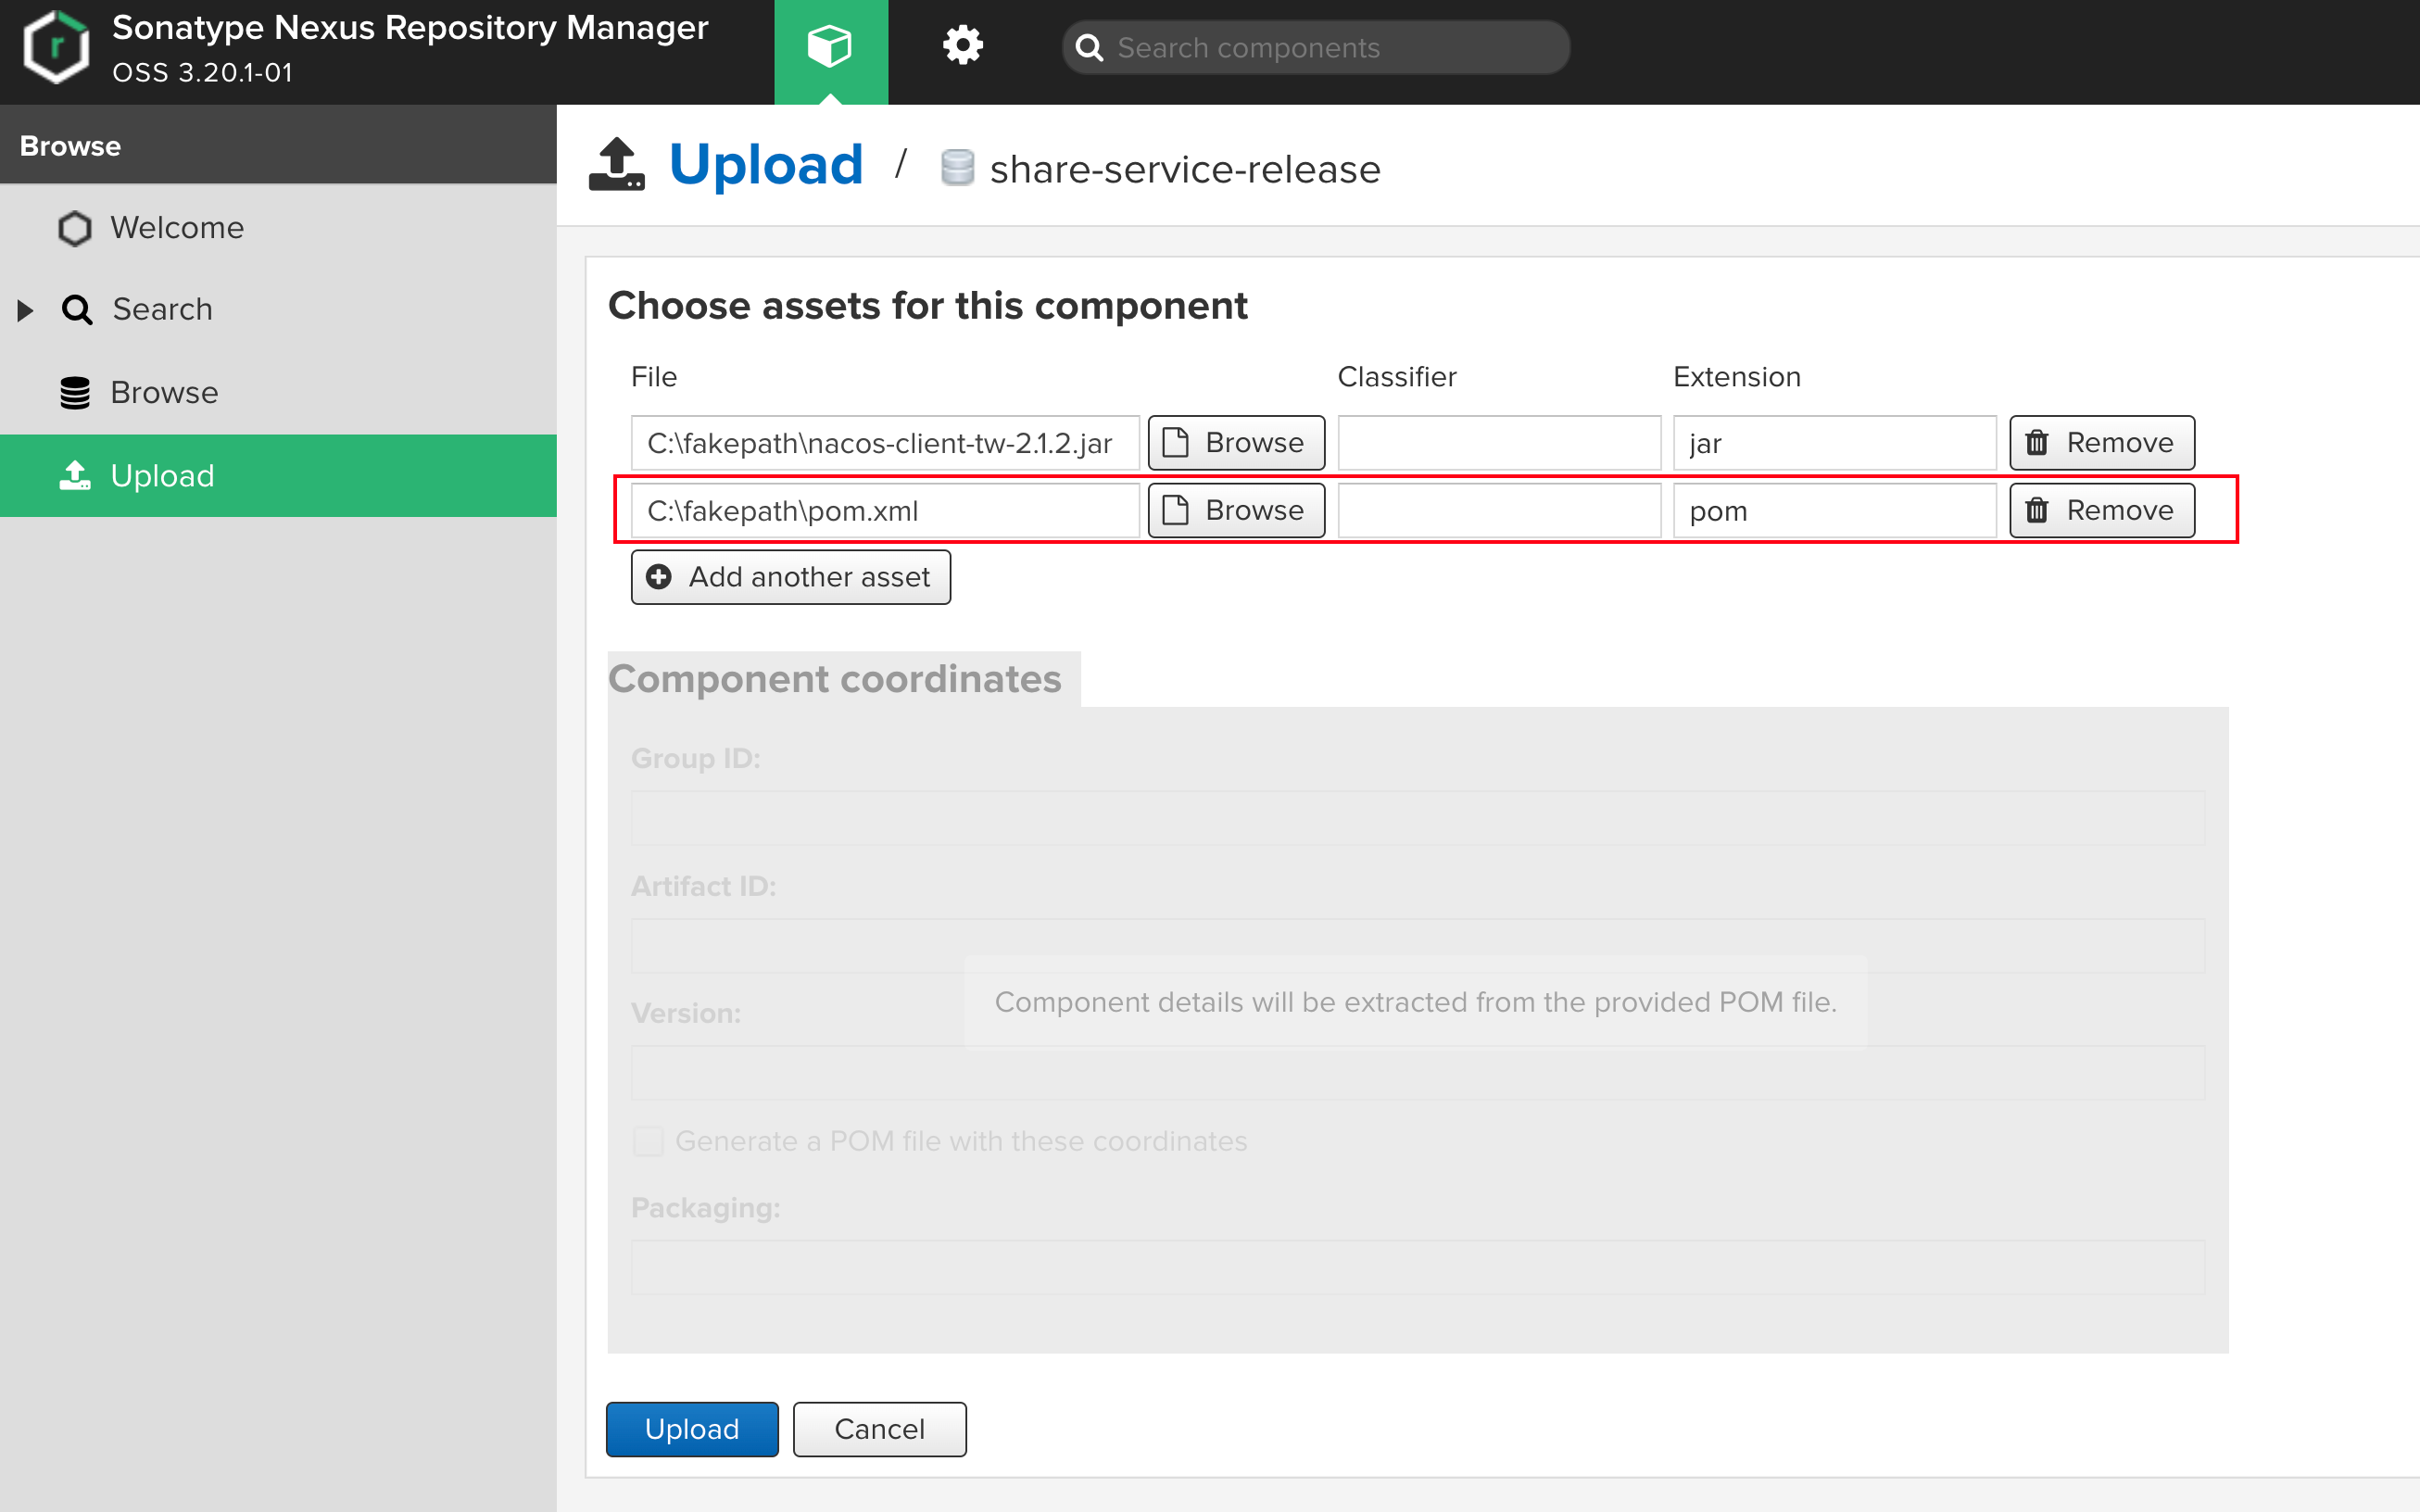 Sonatype Nexus Repository Manager
OSS 3.20.1-01
Search components
Browse
Welcome
Search
Browse
Upload
Upload / share-service-release
Choose assets for this component
File Classifier Extension
C:\fakepath\nacos-client-tw-2.1.2.jar Browse jar Remove
C:\fakepath\pom.xml Browse pom Remove
Add another asset
Component coordinates
Group ID:
Artifact ID:
Component details will be extracted from the provided POM file.
Version:
Generate a POM file with these coordinates
Packaging:
Upload Cancel